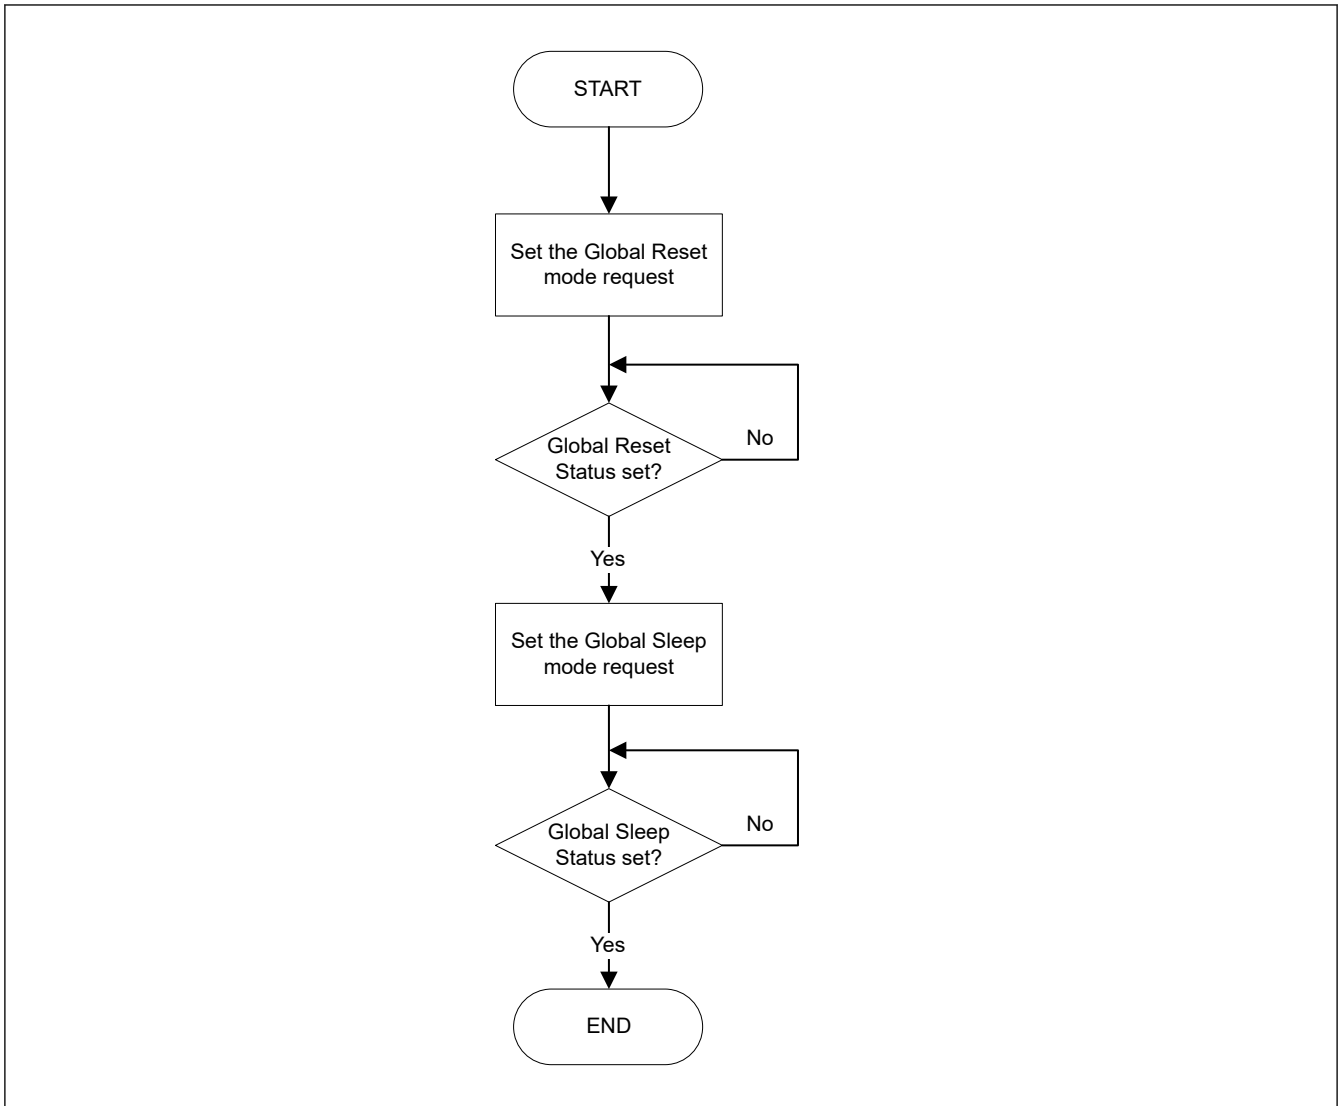 START
Set the Global Reset
mode request
No
Global Reset
Status set?
Yes
Set the Global Sleep
mode request
No
Global Sleep
Status set?
Yes
END